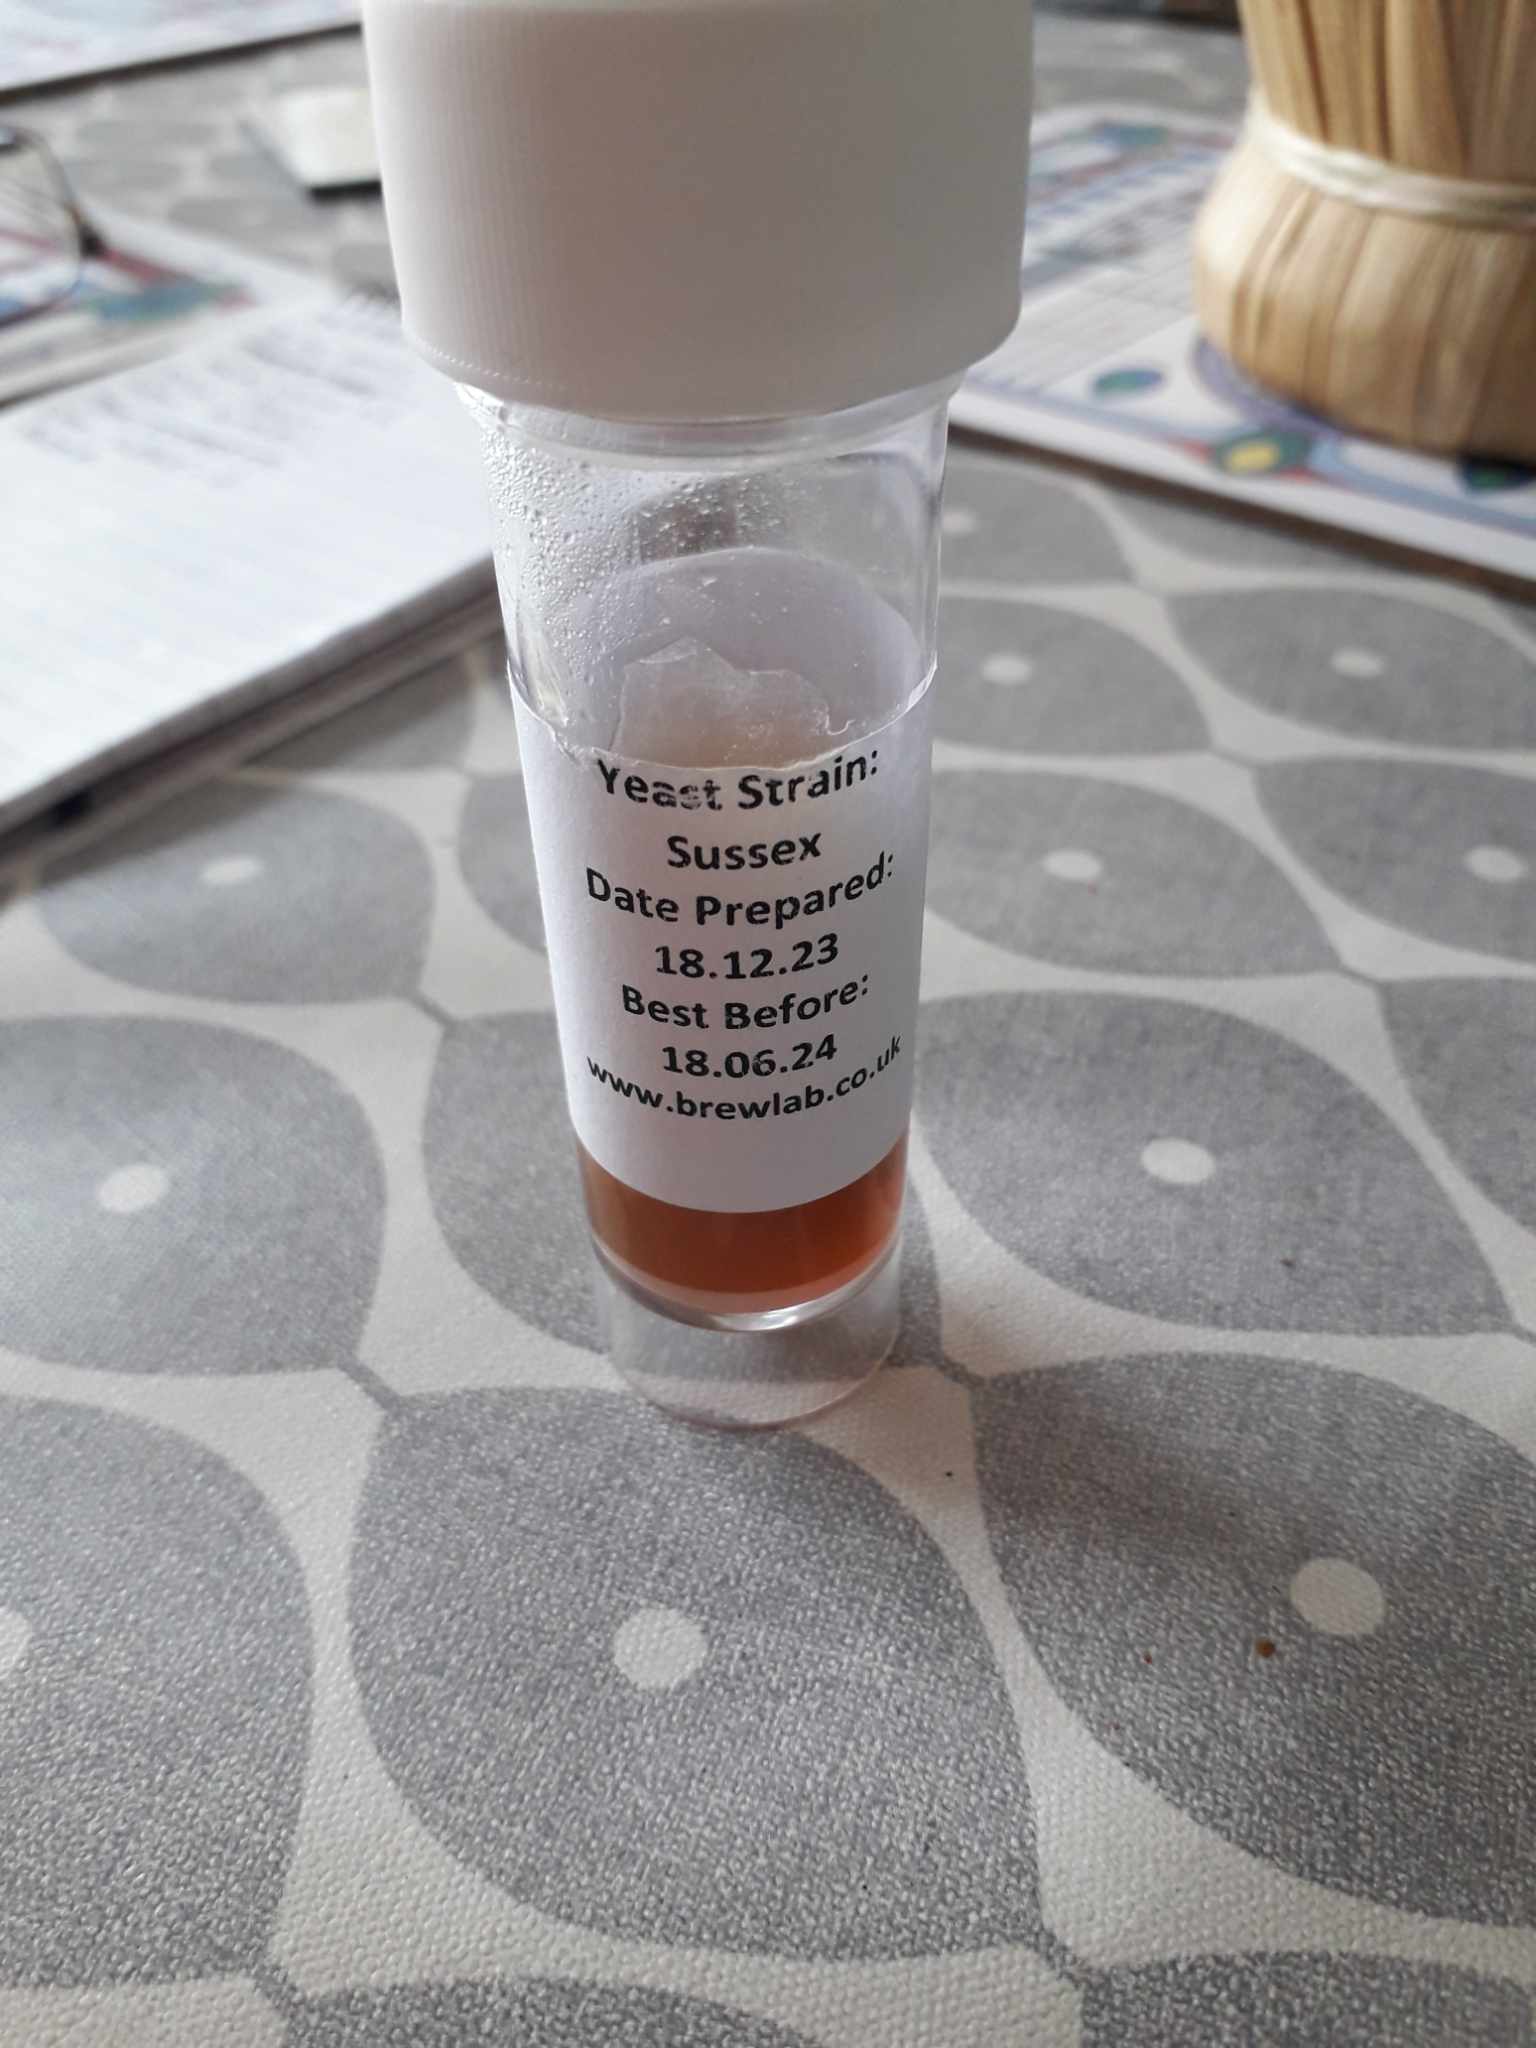 Yeast Strain:
Sussex
Date Prepared:
18.12.23
Best Before:
18.06.24
www.brewlab.co.uk